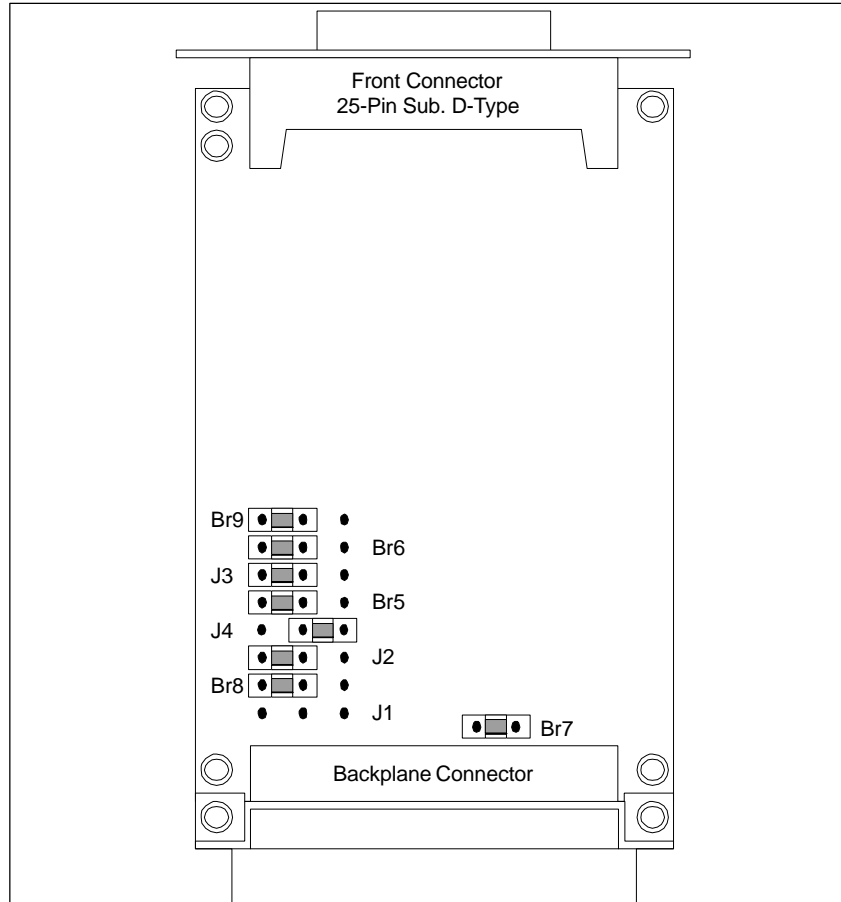 Front Connector
25-Pin Sub. D-Type
Br9
Br6
J3
Br5
J4
J2
Br8
J1
Br7
Backplane Connector